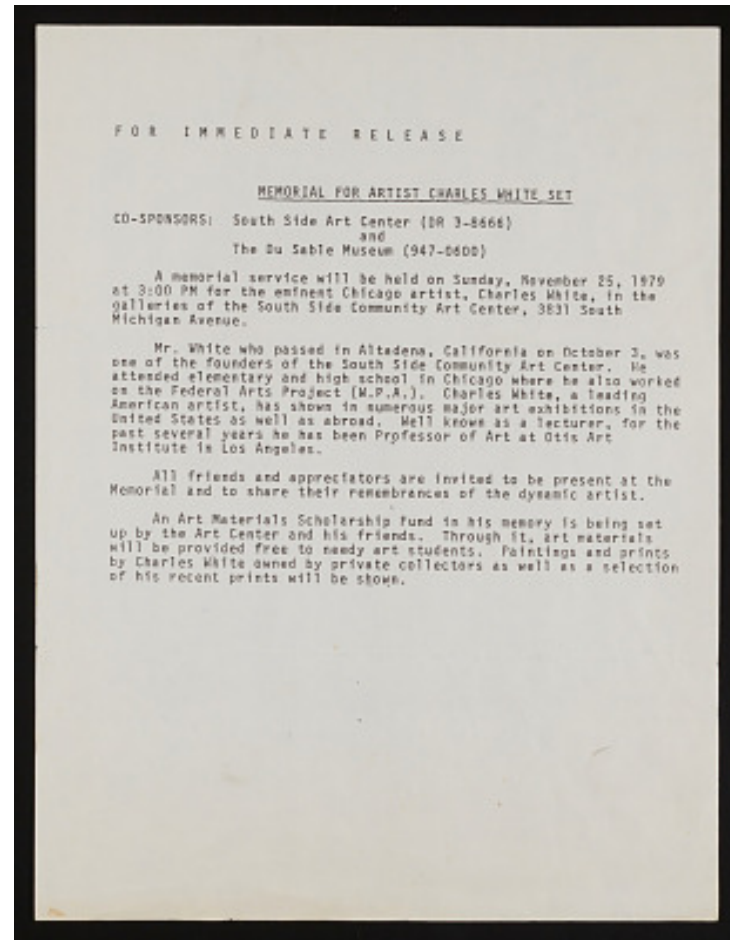 FOR IMMEDIATE RELEASE
MEMORIAL FOR ARTIST CHARLES WHITE SET
CO-SPONSORS: South Side Art Center (DR 3-8666)
and
The Du Sable Museum (947-0600)
A memorial service will be held on Sunday, November 25, 1979
at 3:00 PM for the eminent Chicago artist, Charles White, in the
galleries of the South Side Community Art Center, 3831 South
Michigan Avenue.
Mr. White who passed in Altadena, California on October 3, was
one of the founders of the South Side Community Art Center. He
attended elementary and high school in Chicago where he also worked
on the Federal Arts Project (W.P.A.). Charles White, a leading
American artist, has shown in numerous major art exhibitions in the
United States as well as abroad. Well known as a lecturer, for the
past several years he has been Professor of Art at Otis Art
Institute in Los Angeles.
All friends and appreciators are invited to be present at the
Memorial and to share their remembrances of the dynamic artist.
An Art Materials Scholarship Fund in his memory is being set
up by the Art Center and his friends. Through it, art materials
will be provided free to needy art students. Paintings and prints
by Charles White owned by private collectors as well as a selection
of his recent prints will be shown.